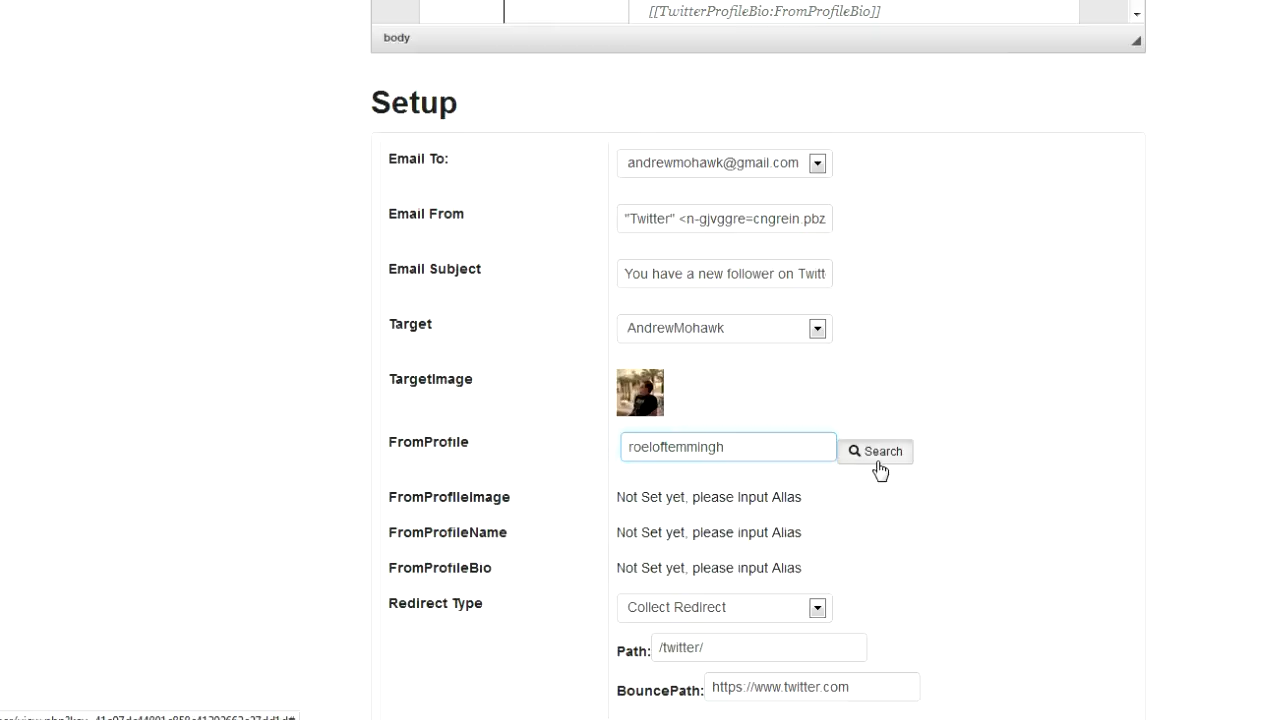 [[TwitterProfileBio:FromProfileBio]]
body
Setup
Email To:
andrewmohawk@gmail.com
Email From
"Twitter" <n-gjvggre=cngrein.pbz
Email Subject
You have a new follower on Twitt
Target
AndrewMohawk
TargetImage
FromProfile
roeloftemmingh
Search
FromProfileImage
Not Set yet, please Input Alias
FromProfileName
Not Set yet, please input Alias
FromProfileBio
Not Set yet, please input Alias
Redirect Type
Collect Redirect
Path:
/twitter/
BouncePath:
https://www.twitter.com